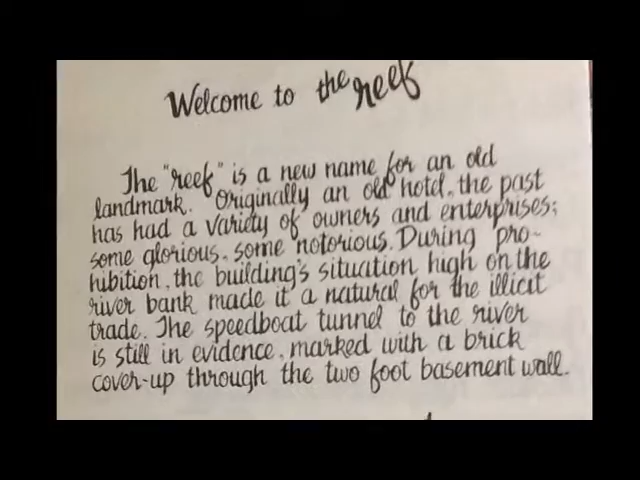 Welcome to the reef
The "reef" is a new name for an old
landmark. Originally an old hotel, the past
has had a variety of owners and enterprises;
some glorious, some notorious. During pro-
hibition, the building's situation high on the
river bank made it a natural for the illicit
trade. The speedboat tunnel to the river
is still in evidence, marked with a brick
cover-up through the two foot basement wall.